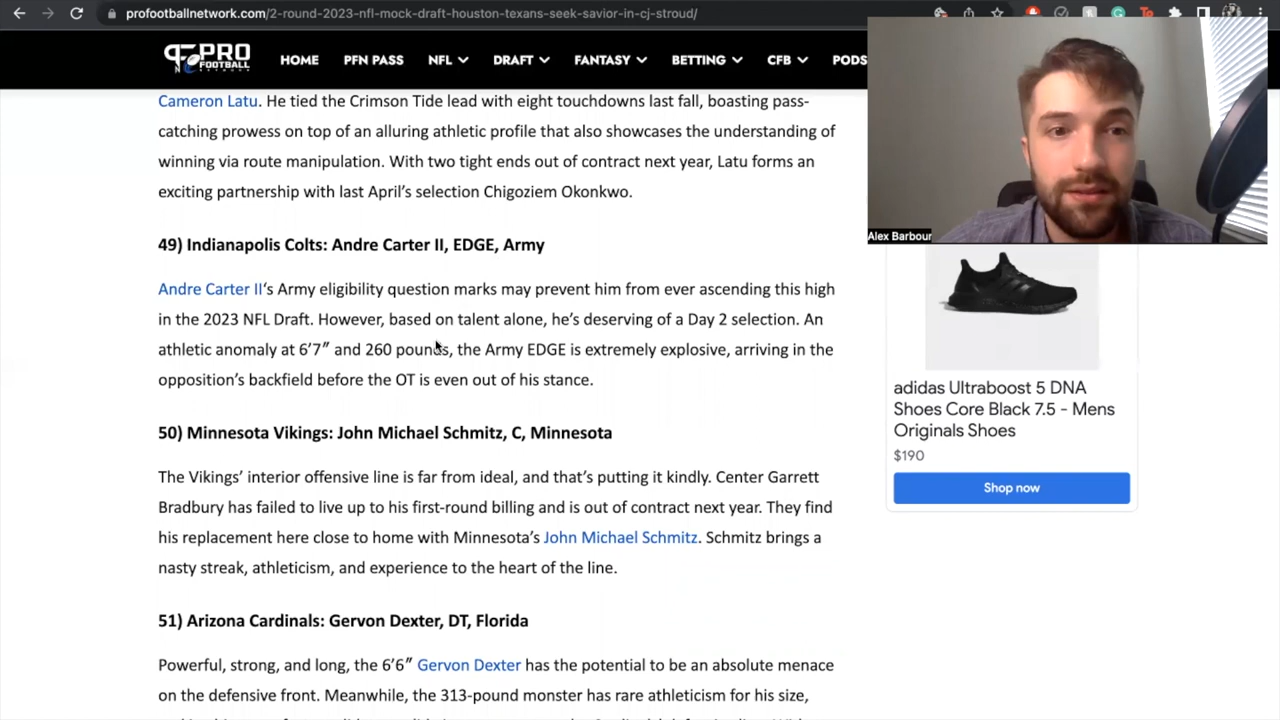 profootballnetwork.com/2-round-2023-nfl-mock-draft-houston-texans-seek-savior-in-cj-stroud/
PRO FOOTBALL
HOME PFN PASS NFL DRAFT FANTASY BETTING CFB PODS
Cameron Latu. He tied the Crimson Tide lead with eight touchdowns last fall, boasting pass-
catching prowess on top of an alluring athletic profile that also showcases the understanding of
winning via route manipulation. With two tight ends out of contract next year, Latu forms an
exciting partnership with last April's selection Chigoziem Okonkwo.
Alex Barbour
49) Indianapolis Colts: Andre Carter II, EDGE, Army
Andre Carter II‘s Army eligibility question marks may prevent him from ever ascending this high
in the 2023 NFL Draft. However, based on talent alone, he's deserving of a Day 2 selection. An
athletic anomaly at 6’7″ and 260 pounds, the Army EDGE is extremely explosive, arriving in the
opposition's backfield before the OT is even out of his stance.
50) Minnesota Vikings: John Michael Schmitz, C, Minnesota
The Vikings’ interior offensive line is far from ideal, and that's putting it kindly. Center Garrett
Bradbury has failed to live up to his first-round billing and is out of contract next year. They find
his replacement here close to home with Minnesota's John Michael Schmitz. Schmitz brings a
nasty streak, athleticism, and experience to the heart of the line.
51) Arizona Cardinals: Gervon Dexter, DT, Florida
Powerful, strong, and long, the 6’6″ Gervon Dexter has the potential to be an absolute menace
on the defensive front. Meanwhile, the 313-pound monster has rare athleticism for his size,
adidas Ultraboost 5 DNA
Shoes Core Black 7.5 - Mens
Originals Shoes
$190
Shop now